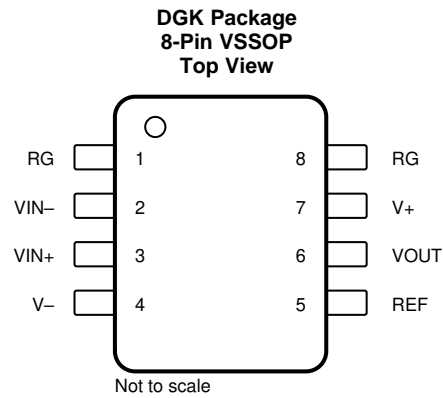 DGK Package
8-Pin VSSOP
Top View
RG 1 8 RG
VIN– 2 7 V+
VIN+ 3 6 VOUT
V– 4 5 REF
Not to scale